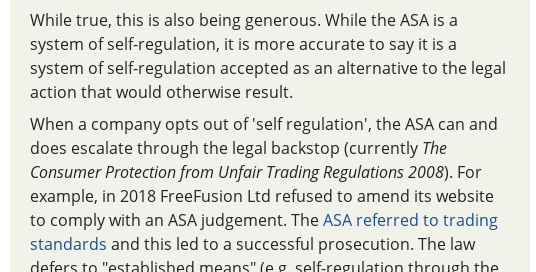 While true, this is also being generous. While the ASA is a
system of self-regulation, it is more accurate to say it is a
system of self-regulation accepted as an alternative to the legal
action that would otherwise result.
When a company opts out of 'self regulation', the ASA can and
does escalate through the legal backstop (currently The
Consumer Protection from Unfair Trading Regulations 2008). For
example, in 2018 FreeFusion Ltd refused to amend its website
to comply with an ASA judgement. The ASA referred to trading
standards and this led to a successful prosecution. The law
defers to "established means" (e.g. self-regulation through the